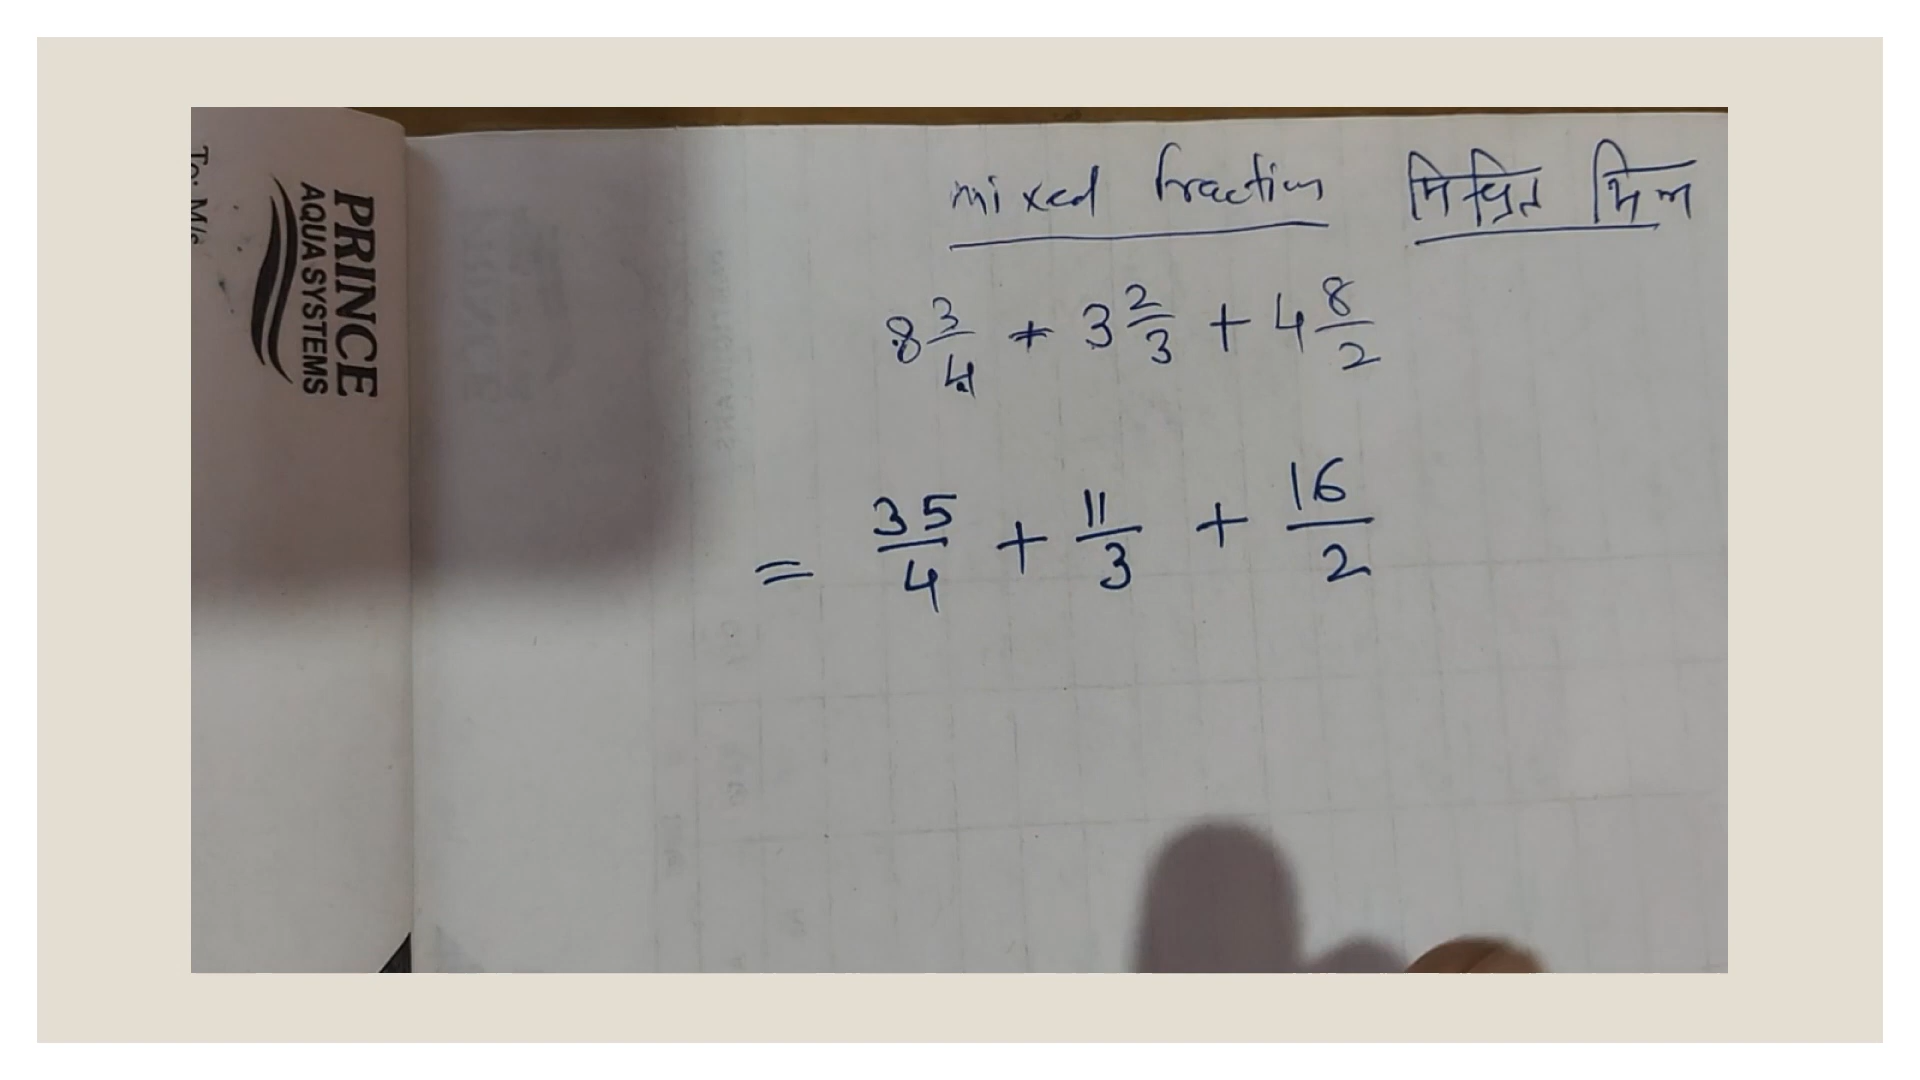 To: M/s
PRINCE
AQUA SYSTEMS
mixed fraction मिश्रित भिन्न
8 3/4 + 3 2/3 + 4 8/2
= 35/4 + 11/3 + 16/2